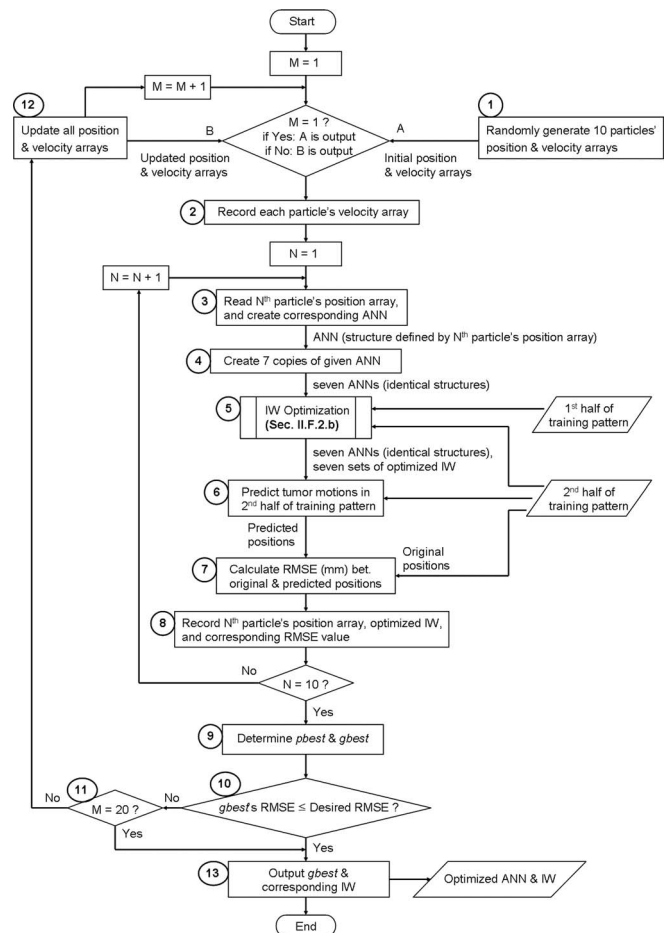 Start
M = 1
M = M + 1
12
Update all position
& velocity arrays
B
Updated position
& velocity arrays
M = 1 ?
if Yes: A is output
if No: B is output
A
Initial position
& velocity arrays
1
Randomly generate 10 particles'
position & velocity arrays
2
Record each particle's velocity array
N = 1
N = N + 1
3
Read Nth particle's position array,
and create corresponding ANN
ANN (structure defined by Nth particle's position array)
4
Create 7 copies of given ANN
seven ANNs (identical structures)
5
IW Optimization
(Sec. II.F.2.b)
1st half of
training pattern
seven ANNs (identical structures),
seven sets of optimized IW
6
Predict tumor motions in
2nd half of training pattern
2nd half of
training pattern
Predicted
positions
Original
positions
7
Calculate RMSE (mm) bet.
original & predicted positions
8
Record Nth particle's position array, optimized IW,
and corresponding RMSE value
No
N = 10 ?
Yes
9
Determine pbest & gbest
10
gbest's RMSE ≤ Desired RMSE ?
No
11
M = 20 ?
No
Yes
Yes
13
Output gbest &
corresponding IW
Optimized ANN & IW
End